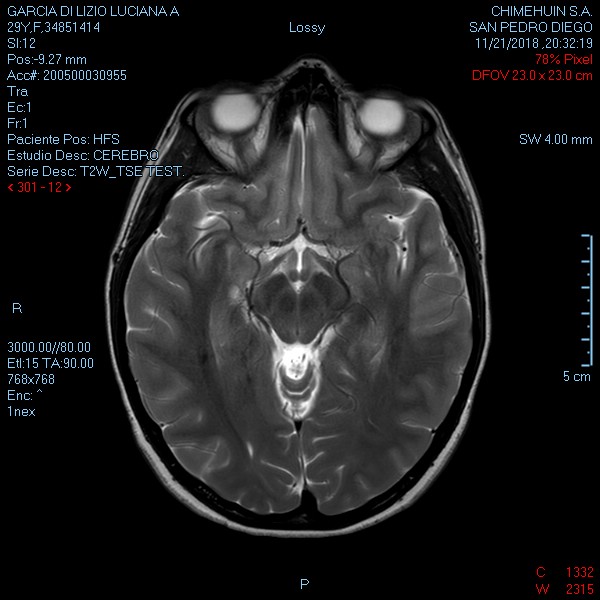 GARCIA DI LIZIO LUCIANA A
29Y,F,34851414
Sl:12
Pos:-9.27 mm
Acc#: 200500030955
Tra
Ec:1
Fr:1
Paciente Pos: HFS
Estudio Desc: CEREBRO
Serie Desc: T2W_TSE TEST.
< 301 - 12 >
Lossy
CHIMEHUIN S.A.
SAN PEDRO DIEGO
11/21/2018 ,20:32:19
78% Pixel
DFOV 23.0 x 23.0 cm
SW 4.00 mm
R
5 cm
3000.00//80.00
Etl:15 TA:90.00
768x768
Enc: ^
1nex
P
C 1332
W 2315